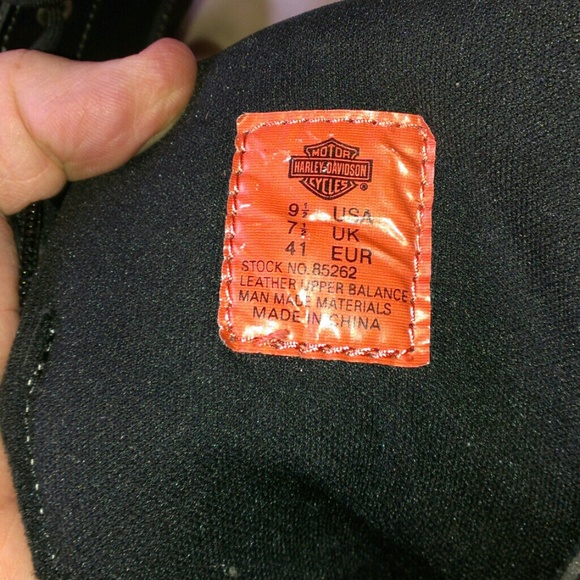 MOTOR
HARLEY-DAVIDSON
CYCLES ®
9½ USA
7½ UK
41 EUR
STOCK NO.85262
LEATHER UPPER BALANCE
MAN MADE MATERIALS
MADE IN CHINA